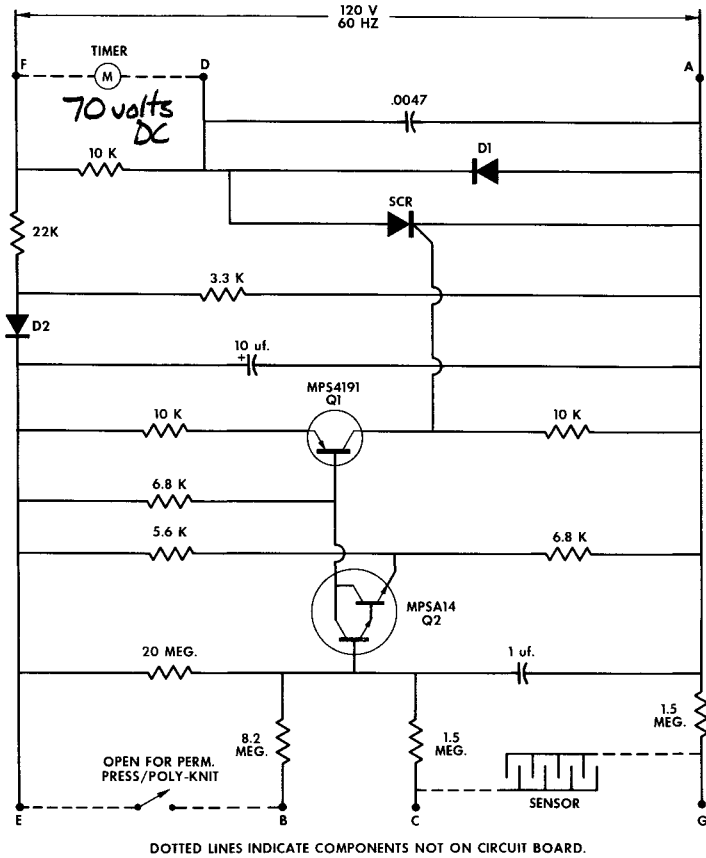 120 V
60 HZ
F
TIMER
M
D
A
70 volts
DC
.0047
10 K
D1
SCR
22K
3.3 K
D2
10 uf.
+
MPS4191
Q1
10 K
10 K
6.8 K
5.6 K
6.8 K
MPSA14
Q2
20 MEG.
1 uf.
8.2
MEG.
1.5
MEG.
1.5
MEG.
OPEN FOR PERM.
PRESS/POLY-KNIT
SENSOR
E
B
C
G
DOTTED LINES INDICATE COMPONENTS NOT ON CIRCUIT BOARD.